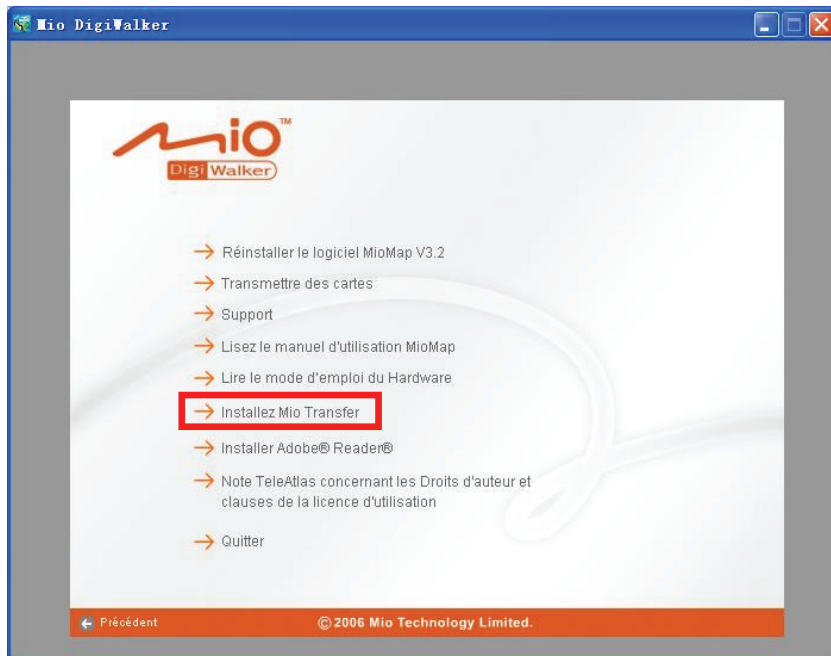 Mio DigiWalker
Mio™
Digi Walker
Réinstaller le logiciel MioMap V3.2
Transmettre des cartes
Support
Lisez le manuel d'utilisation MioMap
Lire le mode d'emploi du Hardware
Installez Mio Transfer
Installer Adobe® Reader®
Note TeleAtlas concernant les Droits d'auteur et
clauses de la licence d'utilisation
Quitter
Précédent
© 2006 Mio Technology Limited.